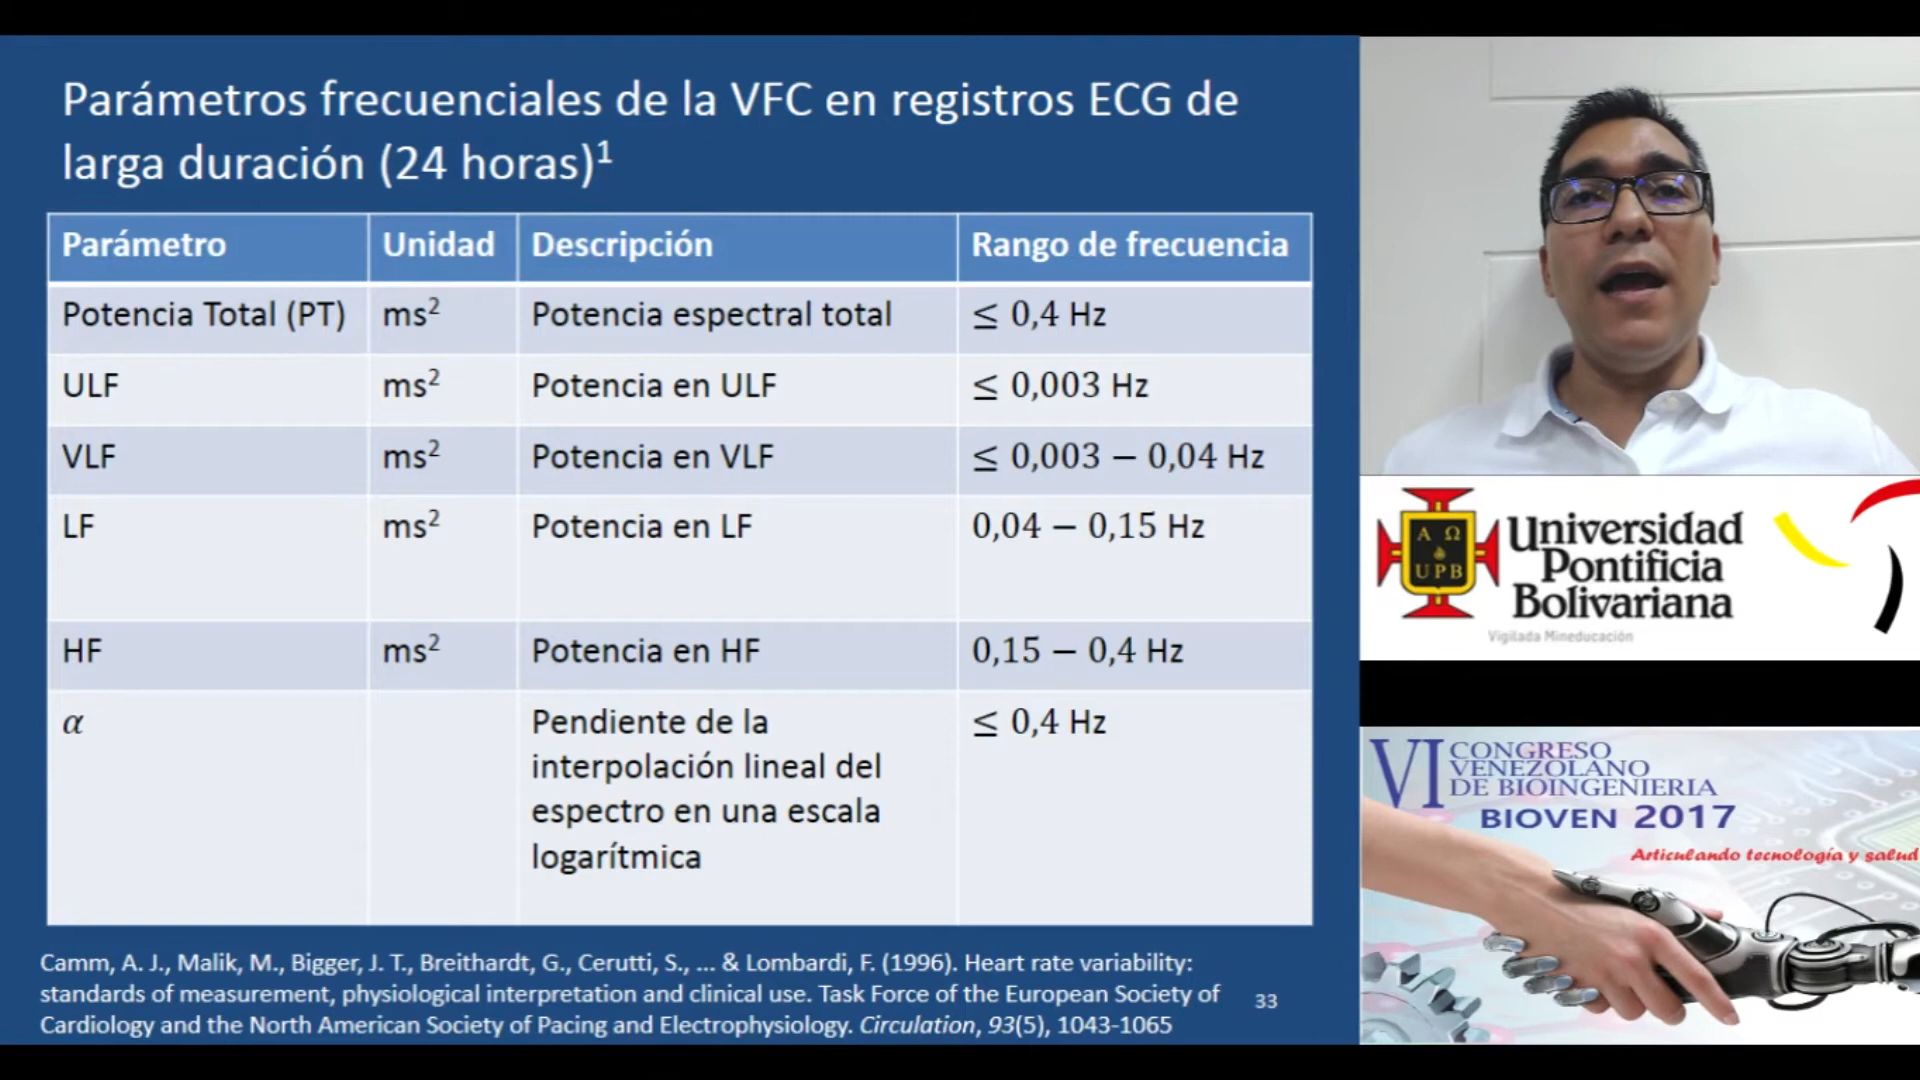 Parámetros frecuenciales de la VFC en registros ECG de
larga duración (24 horas)¹
Parámetro Unidad Descripción Rango de frecuencia
Potencia Total (PT) ms² Potencia espectral total ≤ 0,4 Hz
ULF ms² Potencia en ULF ≤ 0,003 Hz
VLF ms² Potencia en VLF ≤ 0,003 − 0,04 Hz
LF ms² Potencia en LF 0,04 − 0,15 Hz
HF ms² Potencia en HF 0,15 − 0,4 Hz
α Pendiente de la ≤ 0,4 Hz
interpolación lineal del
espectro en una escala
logarítmica
Camm, A. J., Malik, M., Bigger, J. T., Breithardt, G., Cerutti, S., ... & Lombardi, F. (1996). Heart rate variability:
standards of measurement, physiological interpretation and clinical use. Task Force of the European Society of
Cardiology and the North American Society of Pacing and Electrophysiology. Circulation, 93(5), 1043-1065
33
Α Ω
UPB
Universidad
Pontificia
Bolivariana
Vigilada Mineducación
VI CONGRESO
VENEZOLANO
DE BIOINGENIERIA
BIOVEN 2017
Articulando tecnología y salud